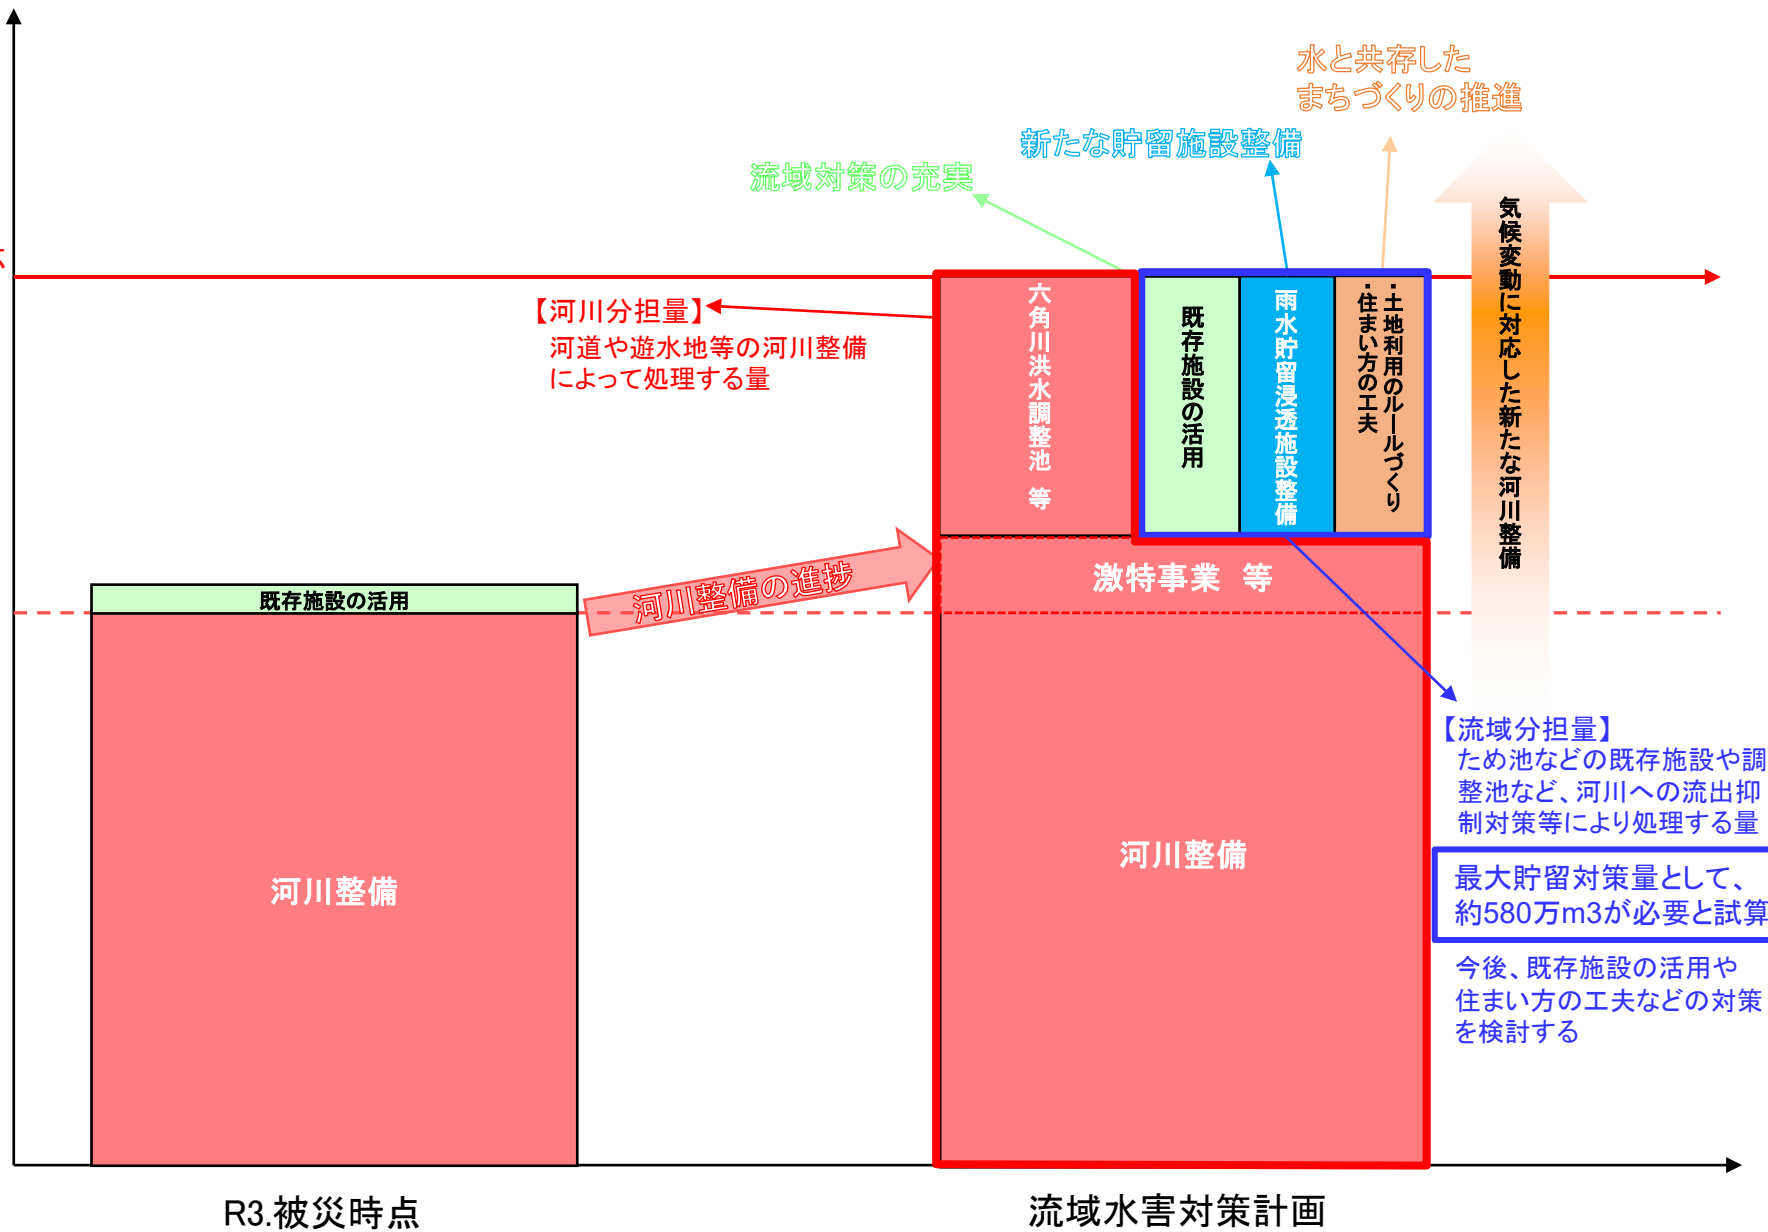 水と共存した
まちづくりの推進
新たな貯留施設整備
流域対策の充実
【河川分担量】
河道や遊水地等の河川整備
によって処理する量
六角川洪水調整池 等
既存施設の活用
雨水貯留浸透施設整備
・土地利用のルールづくり
・住まい方の工夫
気候変動に対応した新たな河川整備
激特事業 等
河川整備の進捗
既存施設の活用
河川整備
河川整備
【流域分担量】
ため池などの既存施設や調
整池など、河川への流出抑
制対策等により処理する量
最大貯留対策量として、
約580万m3が必要と試算
今後、既存施設の活用や
住まい方の工夫などの対策
を検討する
R3.被災時点
流域水害対策計画